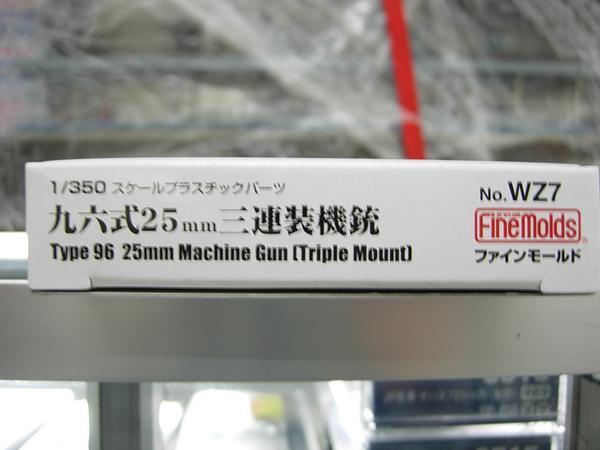 1/350 スケールプラスチックパーツ
九六式25mm三連装機銃
Type 96 25mm Machine Gun (Triple Mount)
No. WZ7
FineMolds
ファインモールド